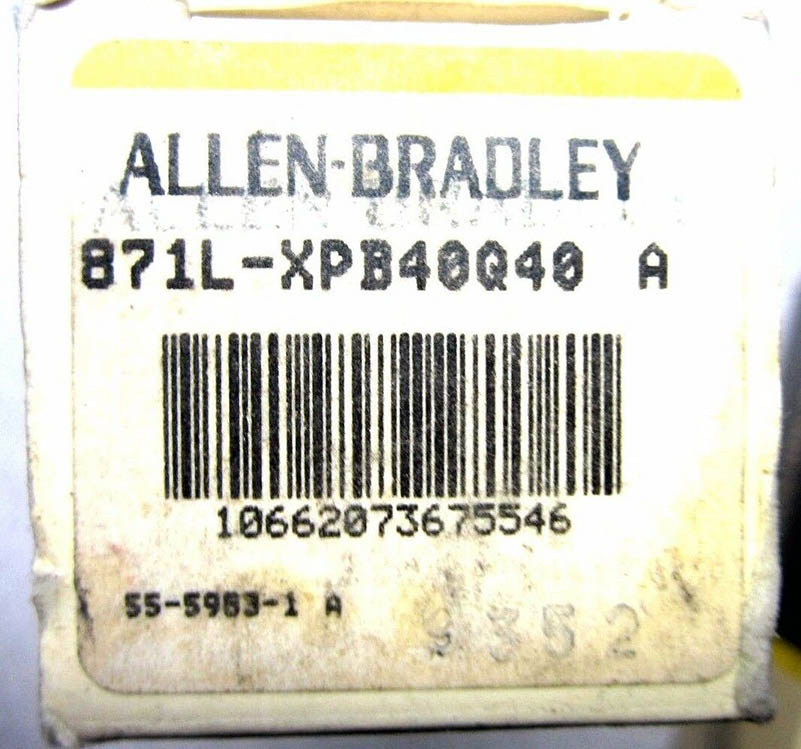 ALLEN-BRADLEY
871L-XPB40Q40 A
10662073675546
55-5983-1 A
9352